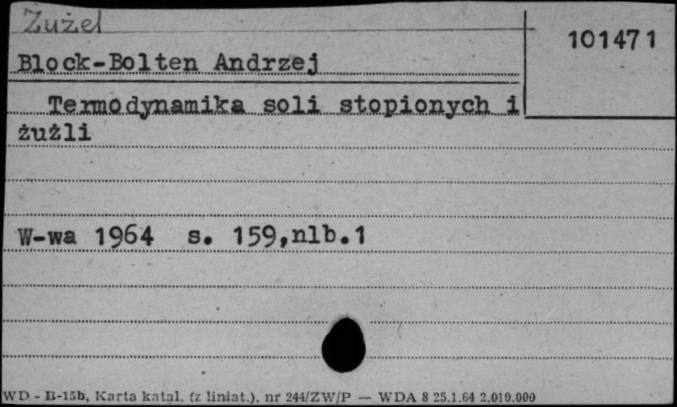 Żużel
101471
Block-Bolten Andrzej
Termodynamika soli stopionych i
żużli
W-wa 1964 s. 159,nlb.1
WD - B-15b, Karta katal. (z liniat.), nr 244/ZW/P — WDA 8 25.1.64 2.010.000